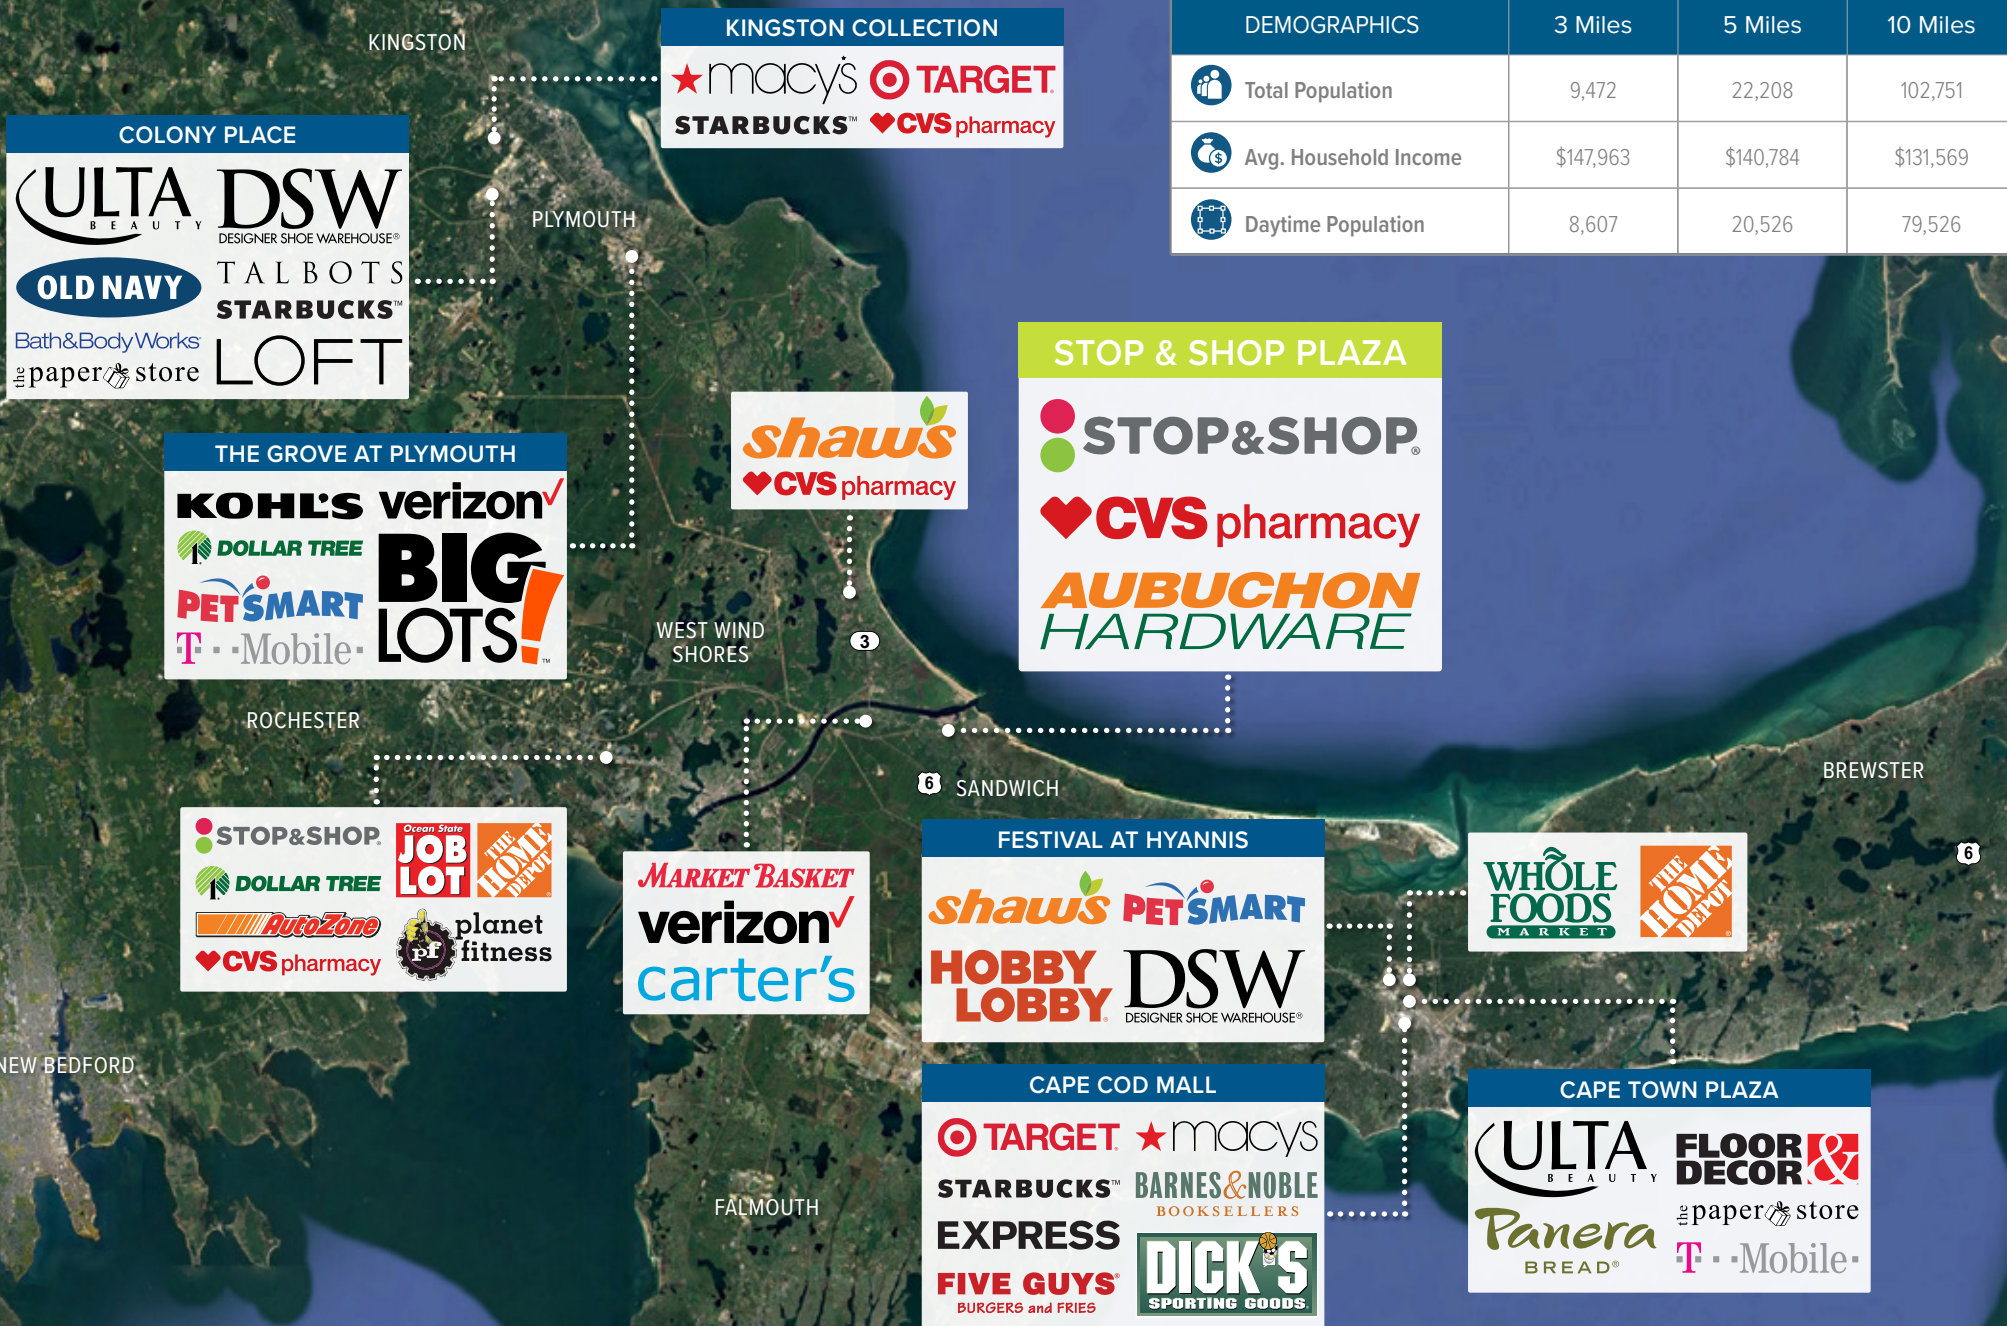 KINGSTON
KINGSTON COLLECTION
macy's TARGET
STARBUCKS™ CVS pharmacy
DEMOGRAPHICS 3 Miles 5 Miles 10 Miles
Total Population 9,472 22,208 102,751
Avg. Household Income $147,963 $140,784 $131,569
Daytime Population 8,607 20,526 79,526
COLONY PLACE
ULTA BEAUTY
DSW DESIGNER SHOE WAREHOUSE®
OLD NAVY
TALBOTS
STARBUCKS™
Bath&Body Works
LOFT
the paper store
PLYMOUTH
STOP & SHOP PLAZA
STOP&SHOP®
CVS pharmacy
AUBUCHON
HARDWARE
shaw's
CVS pharmacy
THE GROVE AT PLYMOUTH
KOHL'S verizon
DOLLAR TREE
BIG LOTS!™
PETSMART
T··Mobile·
WEST WIND
SHORES
3
ROCHESTER
6 SANDWICH
BREWSTER
6
STOP&SHOP®
Ocean State
JOB
LOT
THE
HOME
DEPOT
DOLLAR TREE
AutoZone
planet
fitness
pf
CVS pharmacy
MARKET BASKET
verizon
carter's
FESTIVAL AT HYANNIS
shaw's PETSMART
HOBBY
LOBBY
DSW
DESIGNER SHOE WAREHOUSE®
WHOLE
FOODS
MARKET
THE
HOME
DEPOT
NEW BEDFORD
FALMOUTH
CAPE COD MALL
TARGET macys
STARBUCKS™ BARNES&NOBLE
BOOKSELLERS
EXPRESS
FIVE GUYS®
BURGERS and FRIES
DICK'S
SPORTING GOODS
CAPE TOWN PLAZA
ULTA
BEAUTY
FLOOR &
DECOR
the paper store
Panera
BREAD®
T··Mobile·